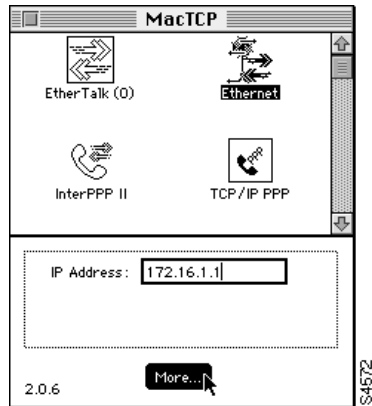 MacTCP
EtherTalk (0)
Ethernet
InterPPP II
TCP/IP PPP
IP Address:
172.16.1.1
2.0.6
More...
S4572